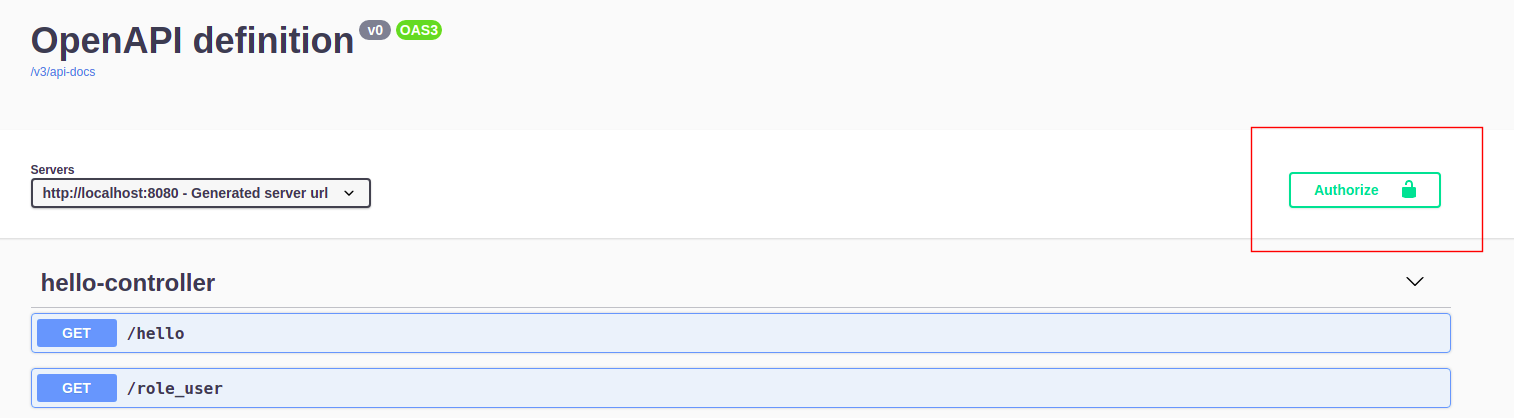 OpenAPI definition v0 OAS3
/v3/api-docs
Servers
http://localhost:8080 - Generated server url
Authorize
hello-controller
GET /hello
GET /role_user